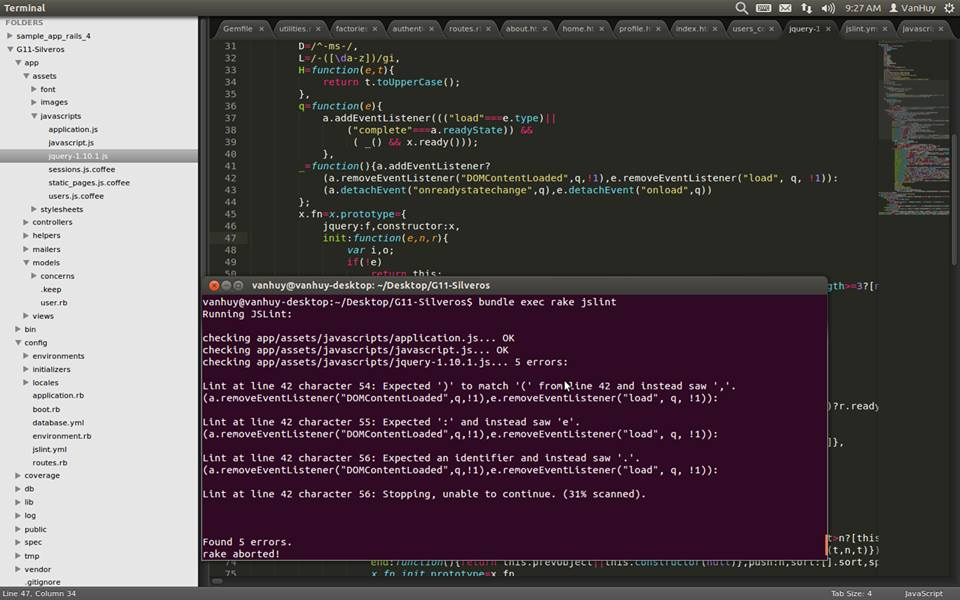 Terminal
9:27 AM
VanHuy
FOLDERS
sample_app_rails_4
G11-Silveros
app
assets
font
images
javascripts
application.js
javascript.js
jquery-1.10.1.js
sessions.js.coffee
static_pages.js.coffee
users.js.coffee
stylesheets
controllers
helpers
mailers
models
concerns
.keep
user.rb
views
bin
config
environments
initializers
locales
application.rb
boot.rb
database.yml
environment.rb
jslint.yml
routes.rb
coverage
db
lib
log
public
spec
tmp
vendor
.gitignore
Gemfile × utilities.r × factories × authenti × routes.r × about.ht × home.ht × profile.h × index.ht × users_co × jquery-1 × jslint.ym × javascri ×
31 D=/^-ms-/,
32 L=/-([\da-z])/gi,
33 H=function(e,t){
34 return t.toUpperCase();
35 },
36 q=function(e){
37 a.addEventListener((("load"===e.type)||
38 ("complete"===a.readyState)) &&
39 ( _() && x.ready()));
40 },
41 _=function(){a.addEventListener?
42 (a.removeEventListener("DOMContentLoaded",q,!1),e.removeEventListener("load", q, !1)):
43 (a.detachEvent("onreadystatechange",q),e.detachEvent("onload",q))
44 };
45 x.fn=x.prototype={
46 jquery:f,constructor:x,
47 init:function(e,n,r){
48 var i,o;
49 if(!e)
50 return this;
vanhuy@vanhuy-desktop: ~/Desktop/G11-Silveros
vanhuy@vanhuy-desktop:~/Desktop/G11-Silveros$ bundle exec rake jslint
Running JSLint:
checking app/assets/javascripts/application.js... OK
checking app/assets/javascripts/javascript.js... OK
checking app/assets/javascripts/jquery-1.10.1.js... 5 errors:
Lint at line 42 character 54: Expected ')' to match '(' from line 42 and instead saw ','.
(a.removeEventListener("DOMContentLoaded",q,!1),e.removeEventListener("load", q, !1)):
Lint at line 42 character 55: Expected ':' and instead saw 'e'.
(a.removeEventListener("DOMContentLoaded",q,!1),e.removeEventListener("load", q, !1)):
Lint at line 42 character 56: Expected an identifier and instead saw '.'.
(a.removeEventListener("DOMContentLoaded",q,!1),e.removeEventListener("load", q, !1)):
Lint at line 42 character 56: Stopping, unable to continue. (31% scanned).
Found 5 errors.
rake aborted!
gth>=3?[n
)?r.ready
]},
t>n?[this
(t,n,t)})
74 end:function(){return this.prevObject||this.constructor(null)},push:h,sort:[].sort,sp
75 x.fn.init.prototype=x.fn
Line 47, Column 34
Tab Size: 4
JavaScript